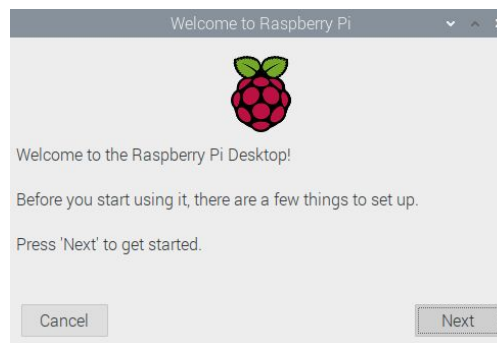 Welcome to Raspberry Pi
Welcome to the Raspberry Pi Desktop!
Before you start using it, there are a few things to set up.
Press 'Next' to get started.
Cancel
Next